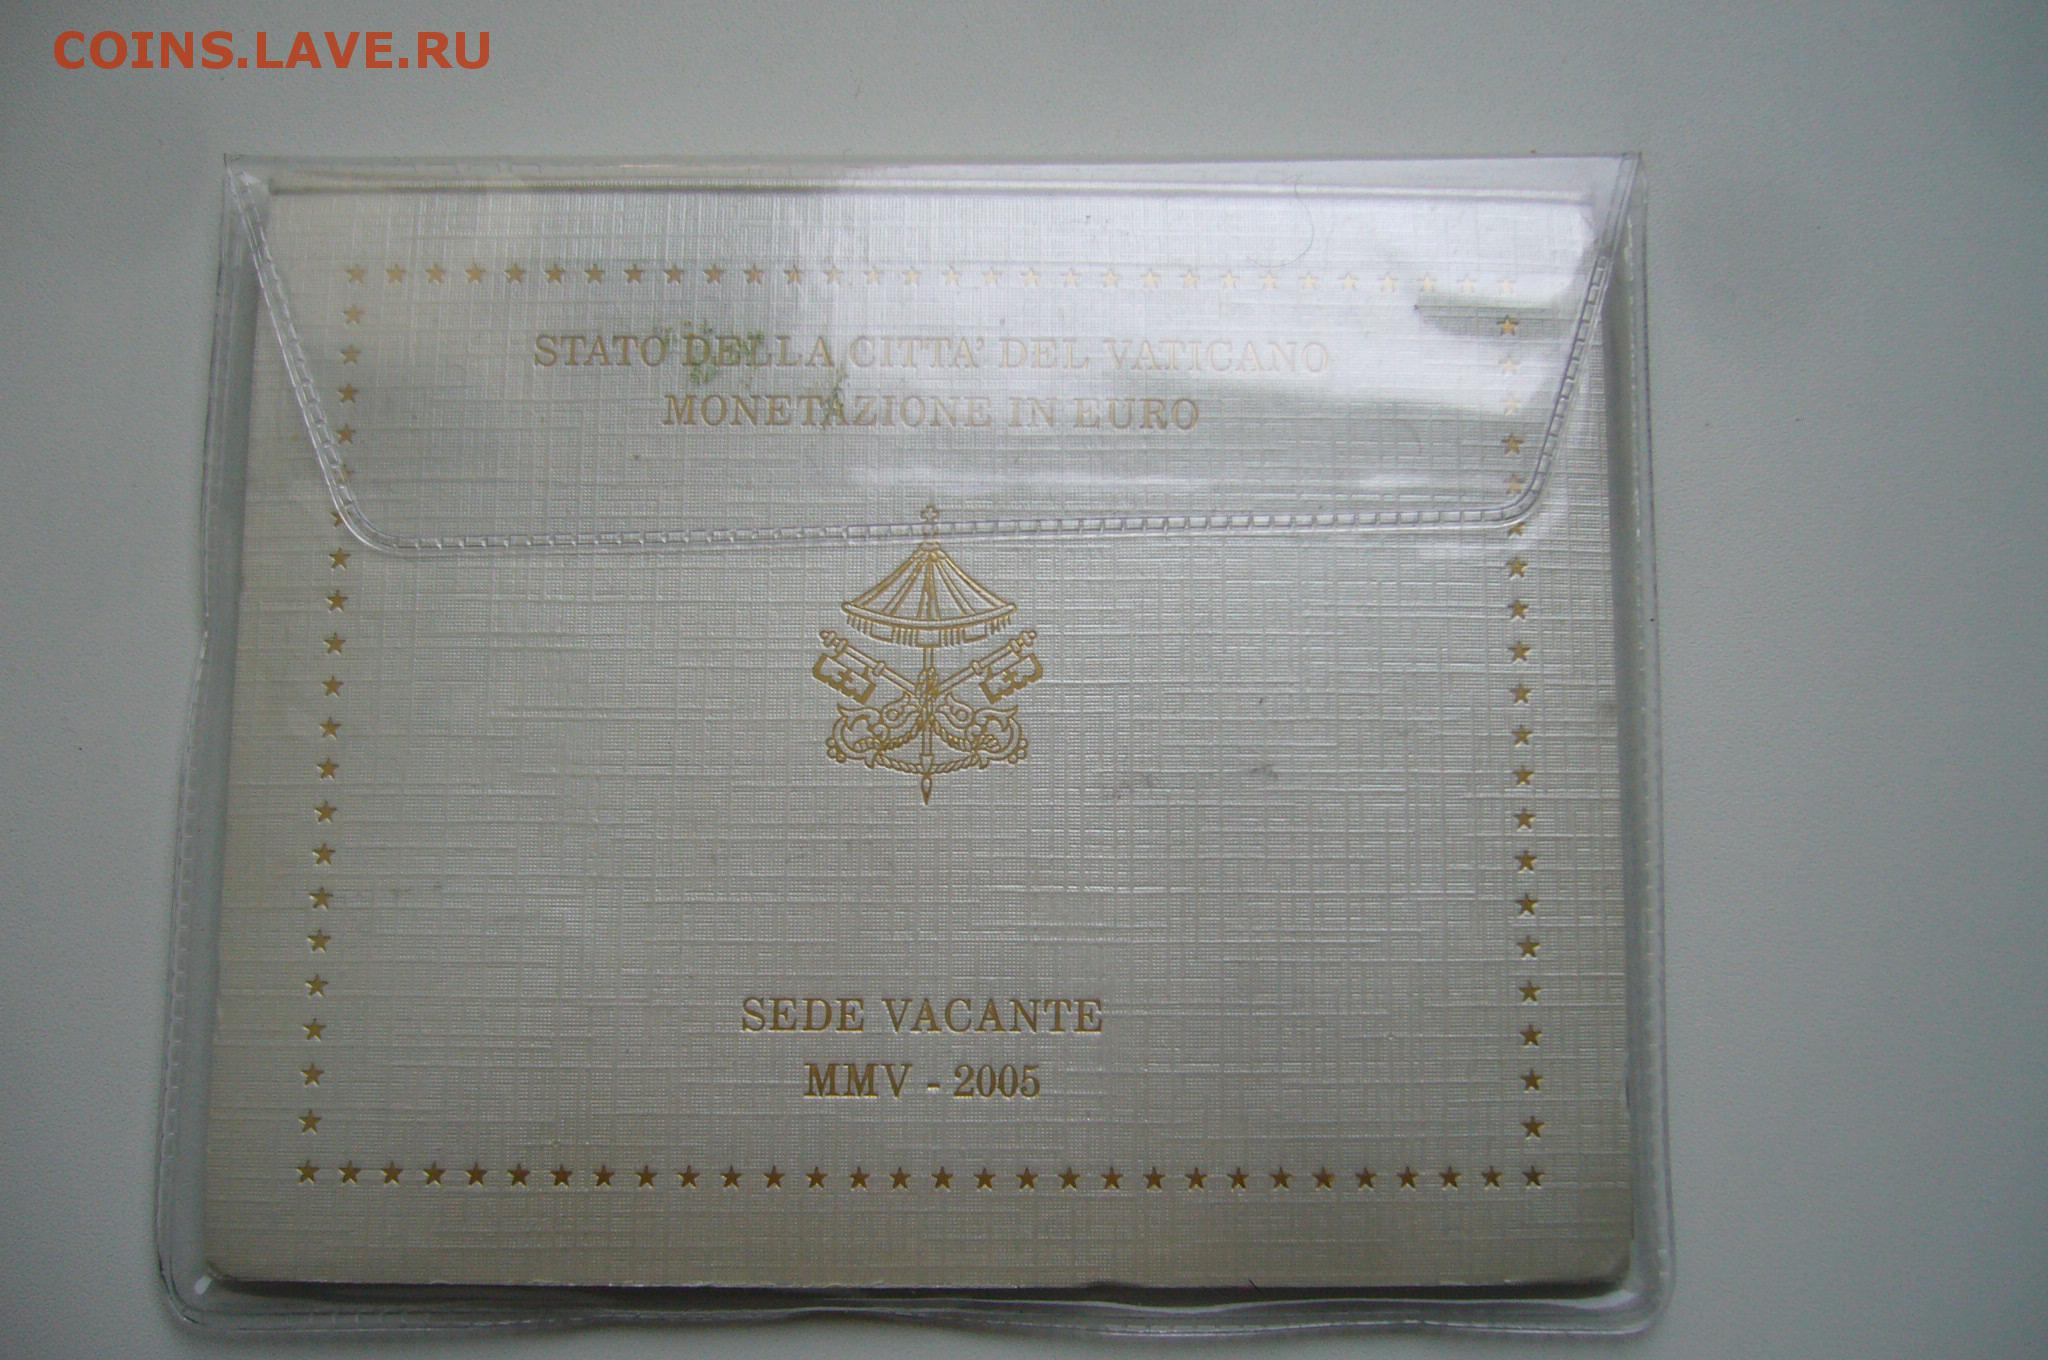 COINS.LAVE.RU
STATO DELLA CITTA' DEL VATICANO
MONETAZIONE IN EURO
SEDE VACANTE
MMV - 2005